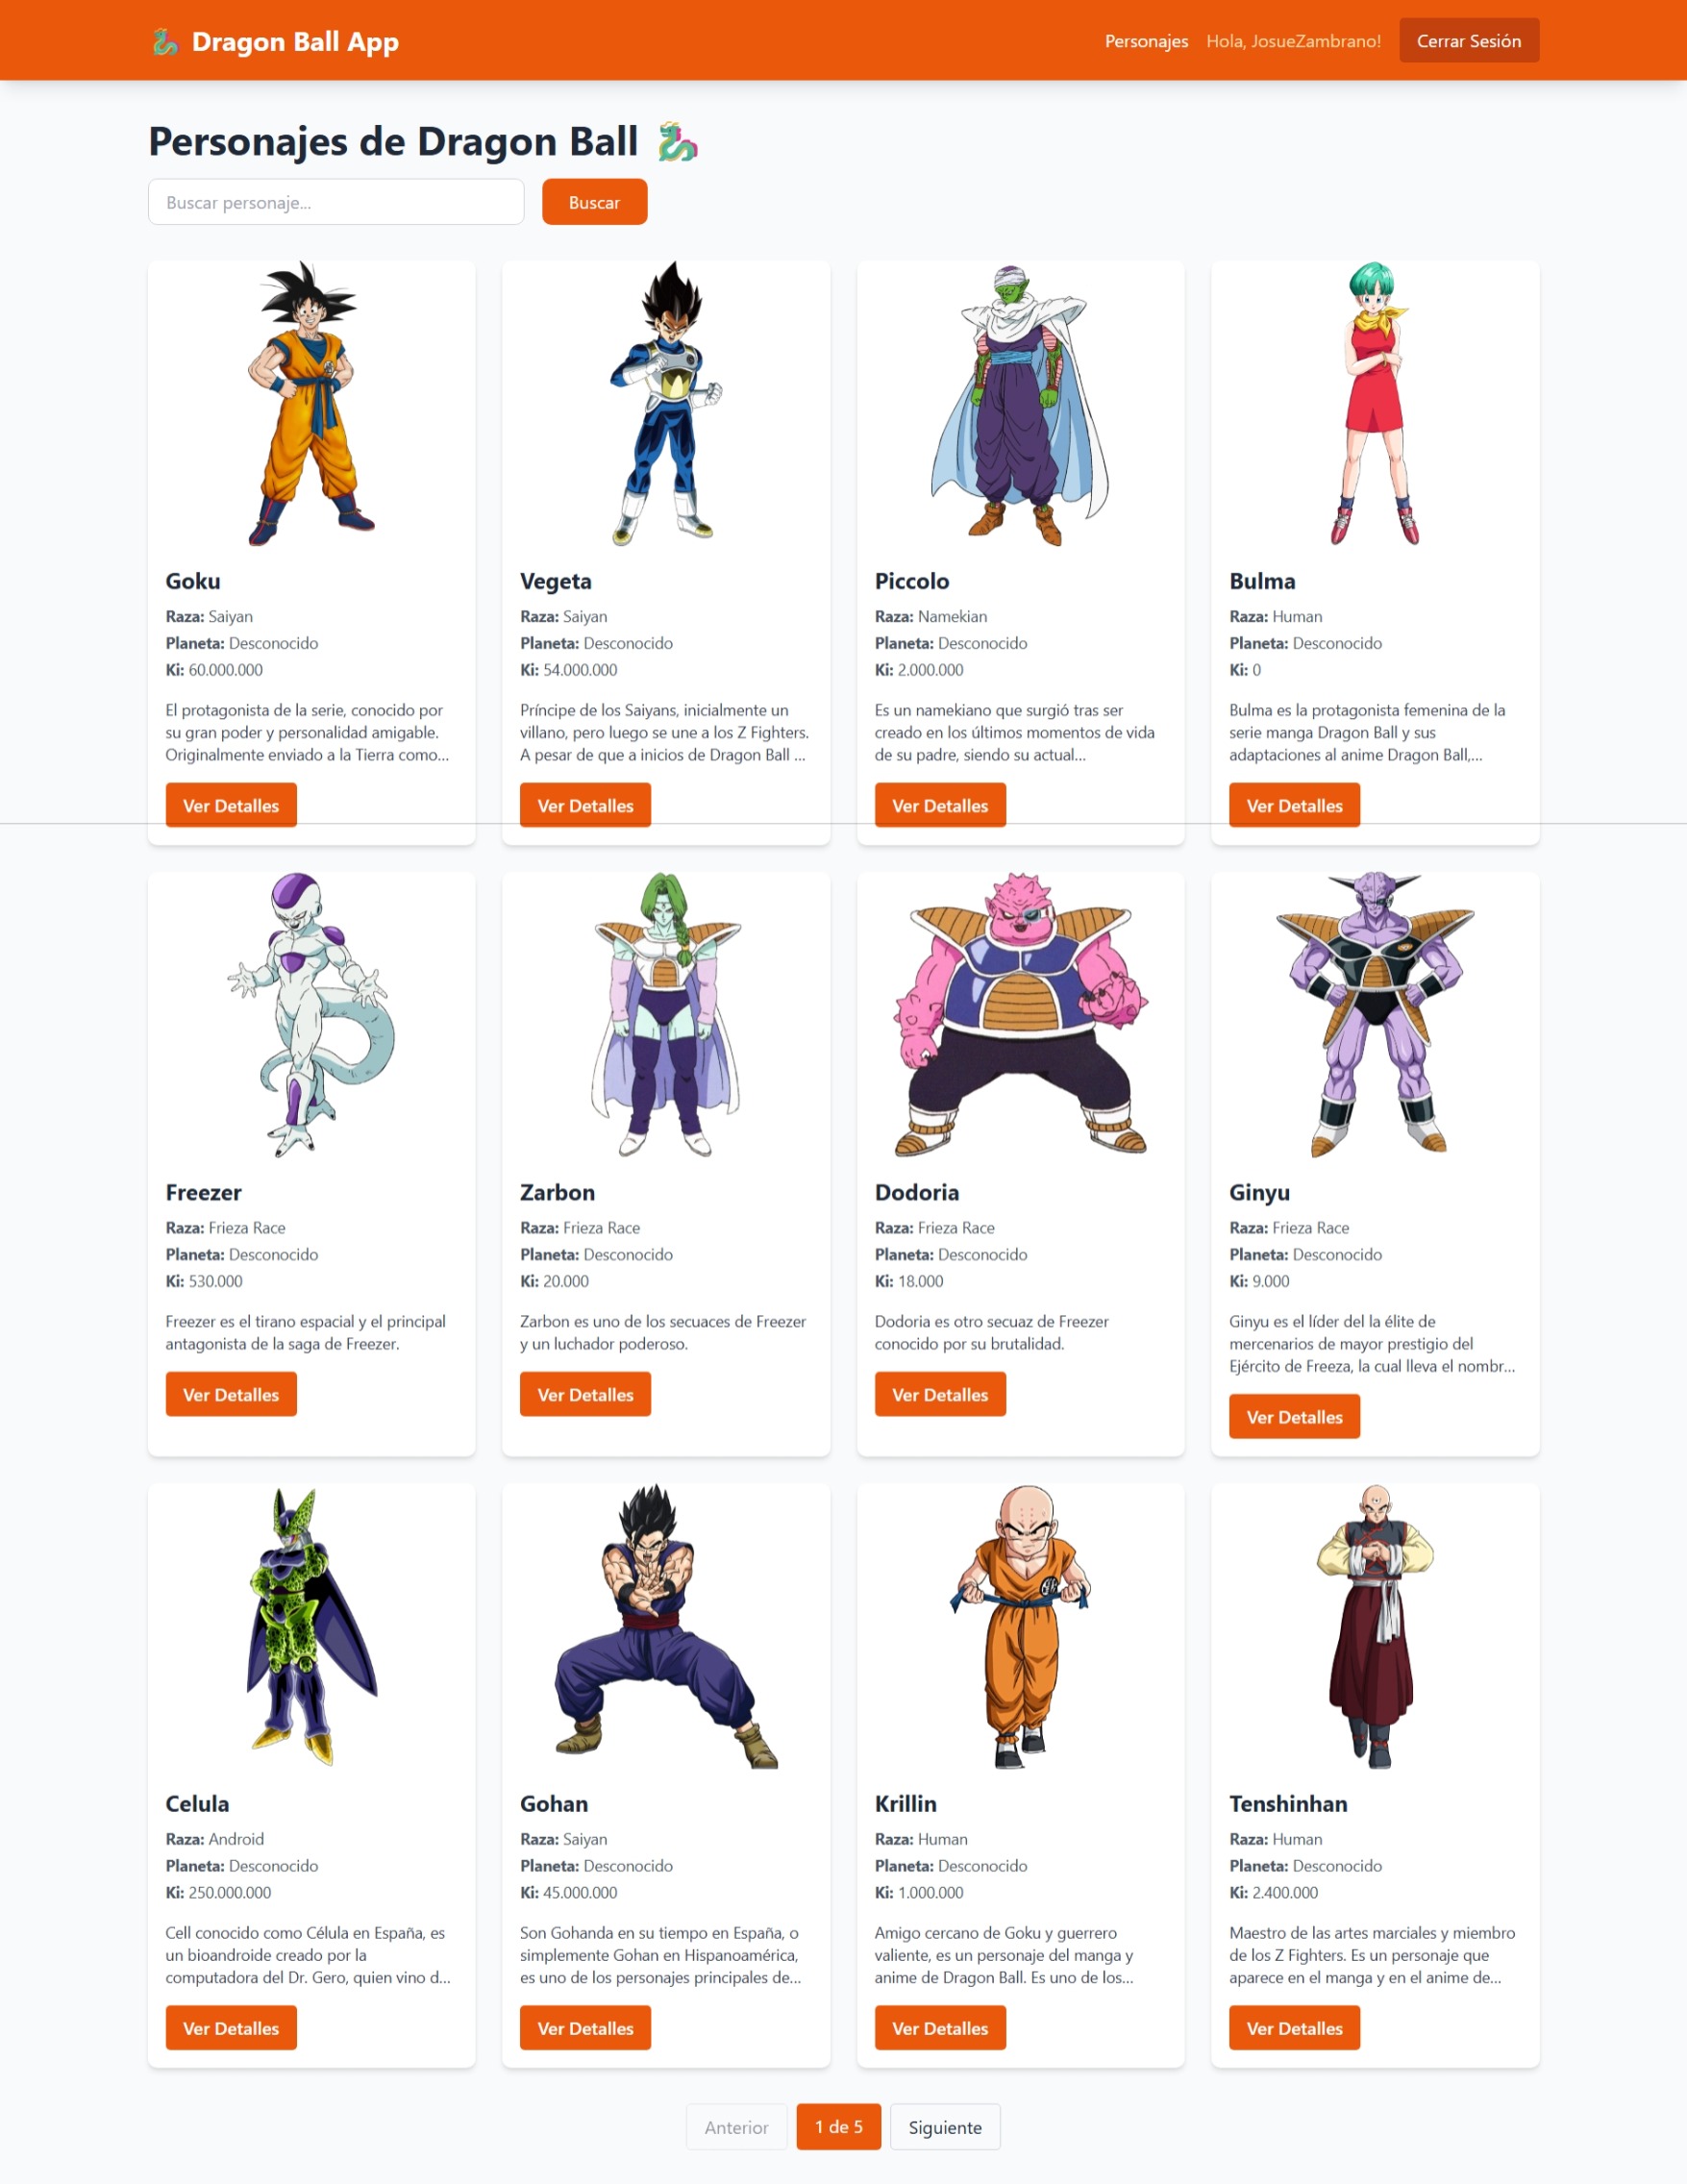 Dragon Ball App
Personajes
Hola, JosueZambrano!
Cerrar Sesión
Personajes de Dragon Ball
Buscar personaje...
Buscar
Goku
Raza: Saiyan
Planeta: Desconocido
Ki: 60.000.000
El protagonista de la serie, conocido por
su gran poder y personalidad amigable.
Originalmente enviado a la Tierra como...
Ver Detalles
Vegeta
Raza: Saiyan
Planeta: Desconocido
Ki: 54.000.000
Príncipe de los Saiyans, inicialmente un
villano, pero luego se une a los Z Fighters.
A pesar de que a inicios de Dragon Ball ...
Ver Detalles
Piccolo
Raza: Namekian
Planeta: Desconocido
Ki: 2.000.000
Es un namekiano que surgió tras ser
creado en los últimos momentos de vida
de su padre, siendo su actual...
Ver Detalles
Bulma
Raza: Human
Planeta: Desconocido
Ki: 0
Bulma es la protagonista femenina de la
serie manga Dragon Ball y sus
adaptaciones al anime Dragon Ball,...
Ver Detalles
Freezer
Raza: Frieza Race
Planeta: Desconocido
Ki: 530.000
Freezer es el tirano espacial y el principal
antagonista de la saga de Freezer.
Ver Detalles
Zarbon
Raza: Frieza Race
Planeta: Desconocido
Ki: 20.000
Zarbon es uno de los secuaces de Freezer
y un luchador poderoso.
Ver Detalles
Dodoria
Raza: Frieza Race
Planeta: Desconocido
Ki: 18.000
Dodoria es otro secuaz de Freezer
conocido por su brutalidad.
Ver Detalles
Ginyu
Raza: Frieza Race
Planeta: Desconocido
Ki: 9.000
Ginyu es el líder del la élite de
mercenarios de mayor prestigio del
Ejército de Freeza, la cual lleva el nombr...
Ver Detalles
Celula
Raza: Android
Planeta: Desconocido
Ki: 250.000.000
Cell conocido como Célula en España, es
un bioandroide creado por la
computadora del Dr. Gero, quien vino d...
Ver Detalles
Gohan
Raza: Saiyan
Planeta: Desconocido
Ki: 45.000.000
Son Gohanda en su tiempo en España, o
simplemente Gohan en Hispanoamérica,
es uno de los personajes principales de...
Ver Detalles
Krillin
Raza: Human
Planeta: Desconocido
Ki: 1.000.000
Amigo cercano de Goku y guerrero
valiente, es un personaje del manga y
anime de Dragon Ball. Es uno de los...
Ver Detalles
Tenshinhan
Raza: Human
Planeta: Desconocido
Ki: 2.400.000
Maestro de las artes marciales y miembro
de los Z Fighters. Es un personaje que
aparece en el manga y en el anime de...
Ver Detalles
Anterior
1 de 5
Siguiente